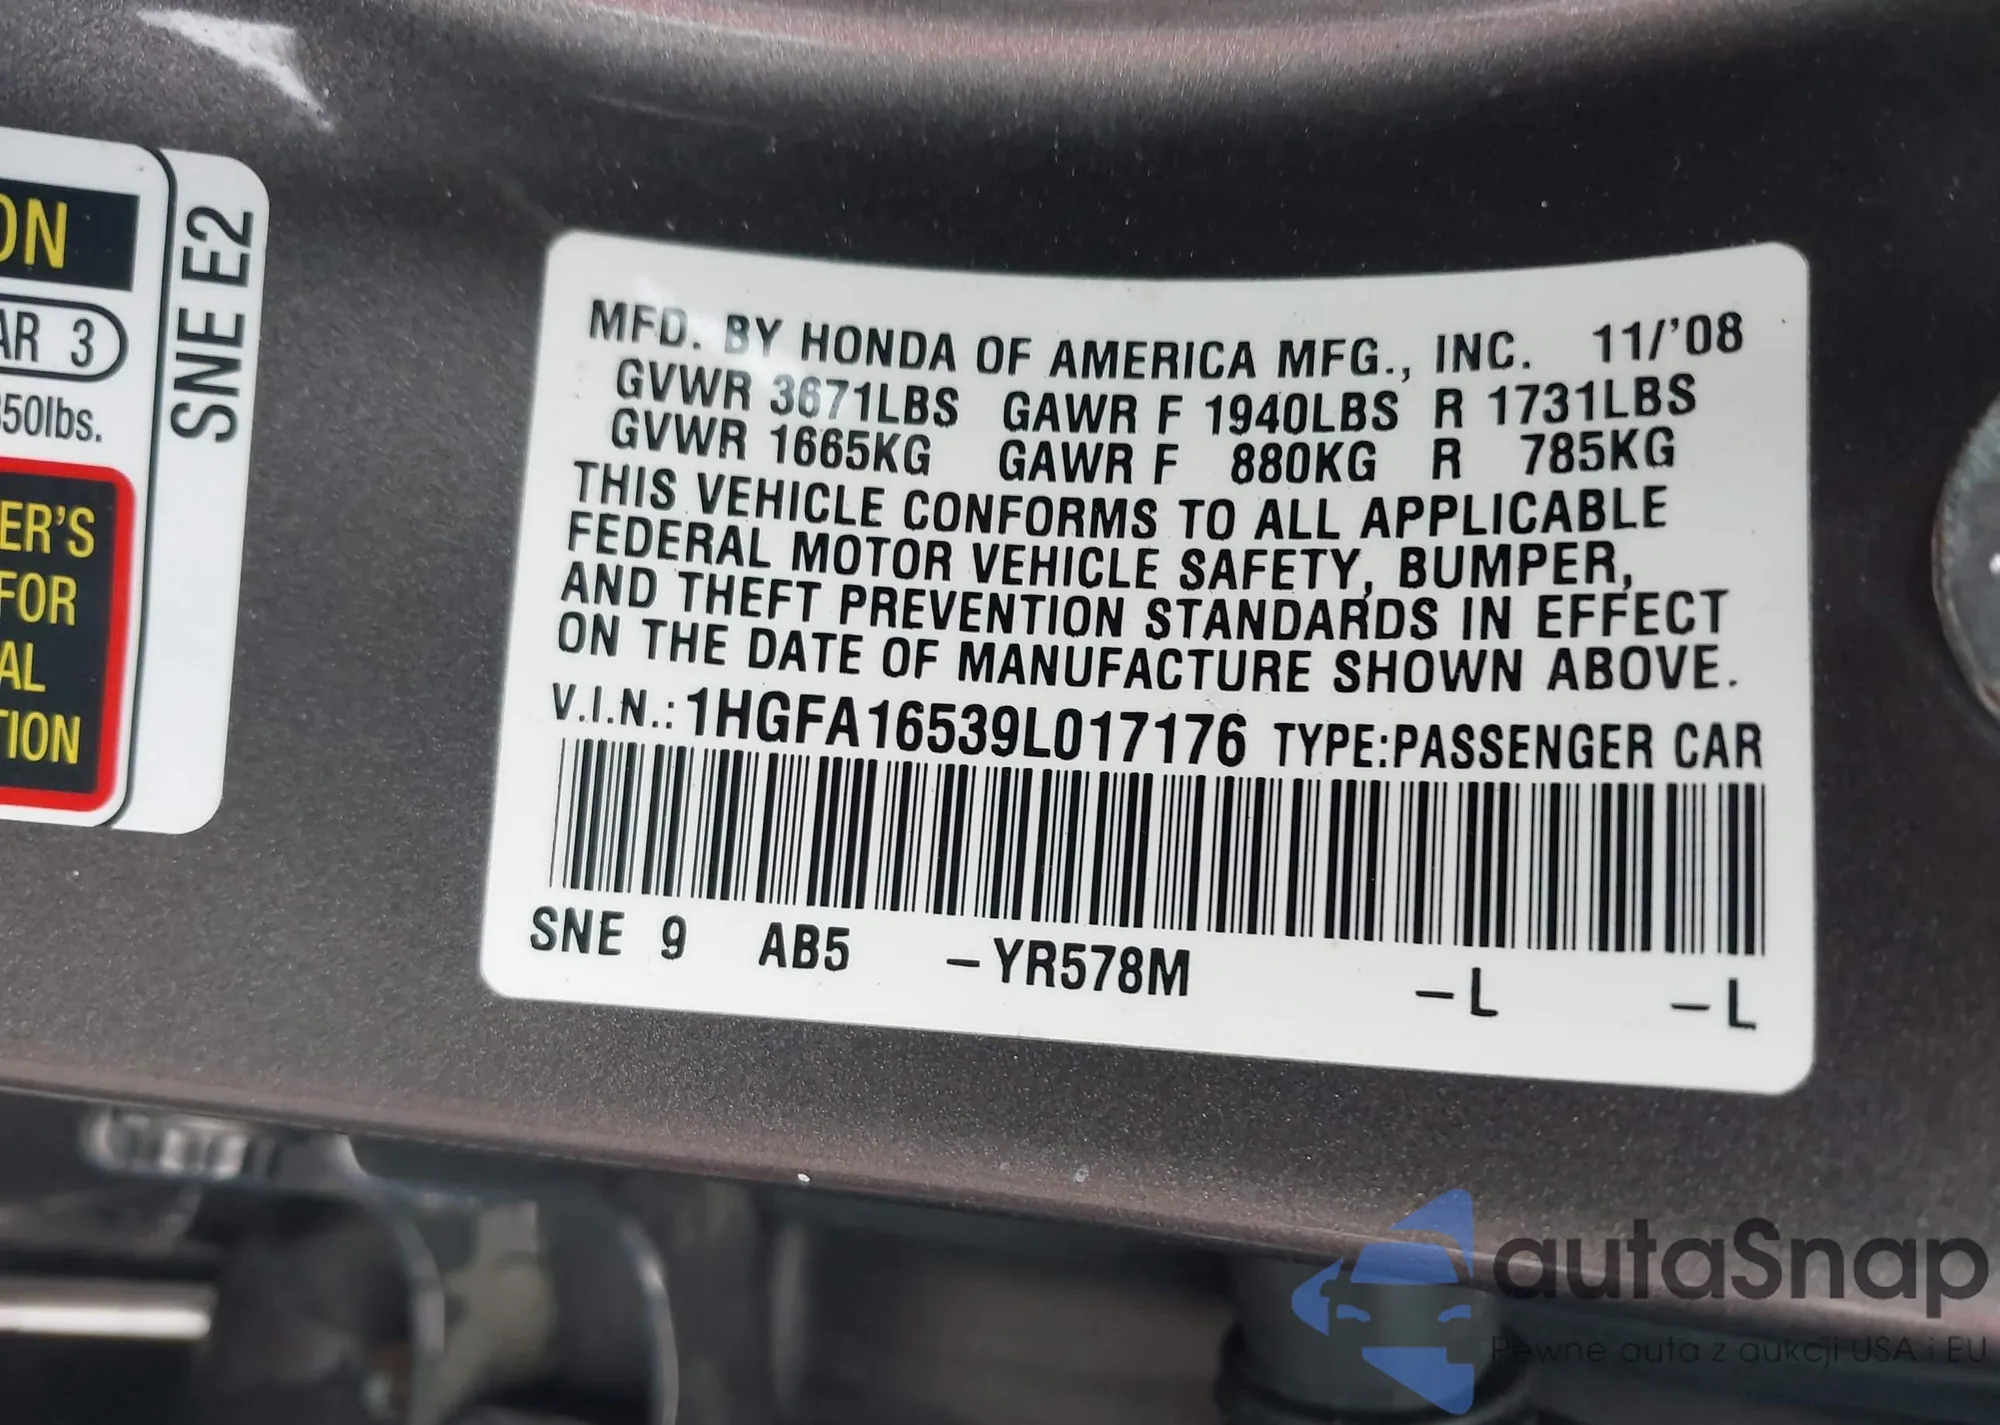 ON
AR 3
50lbs.
ER'S
FOR
AL
TION
SNE E2
MFD. BY HONDA OF AMERICA MFG., INC. 11/'08
GVWR 3671LBS GAWR F 1940LBS R 1731LBS
GVWR 1665KG GAWR F 880KG R 785KG
THIS VEHICLE CONFORMS TO ALL APPLICABLE
FEDERAL MOTOR VEHICLE SAFETY, BUMPER,
AND THEFT PREVENTION STANDARDS IN EFFECT
ON THE DATE OF MANUFACTURE SHOWN ABOVE.
V.I.N.: 1HGFA16539L017176 TYPE:PASSENGER CAR
SNE 9 AB5 –YR578M –L –L
autaSnap
Pewne auta z aukcji USA i EU